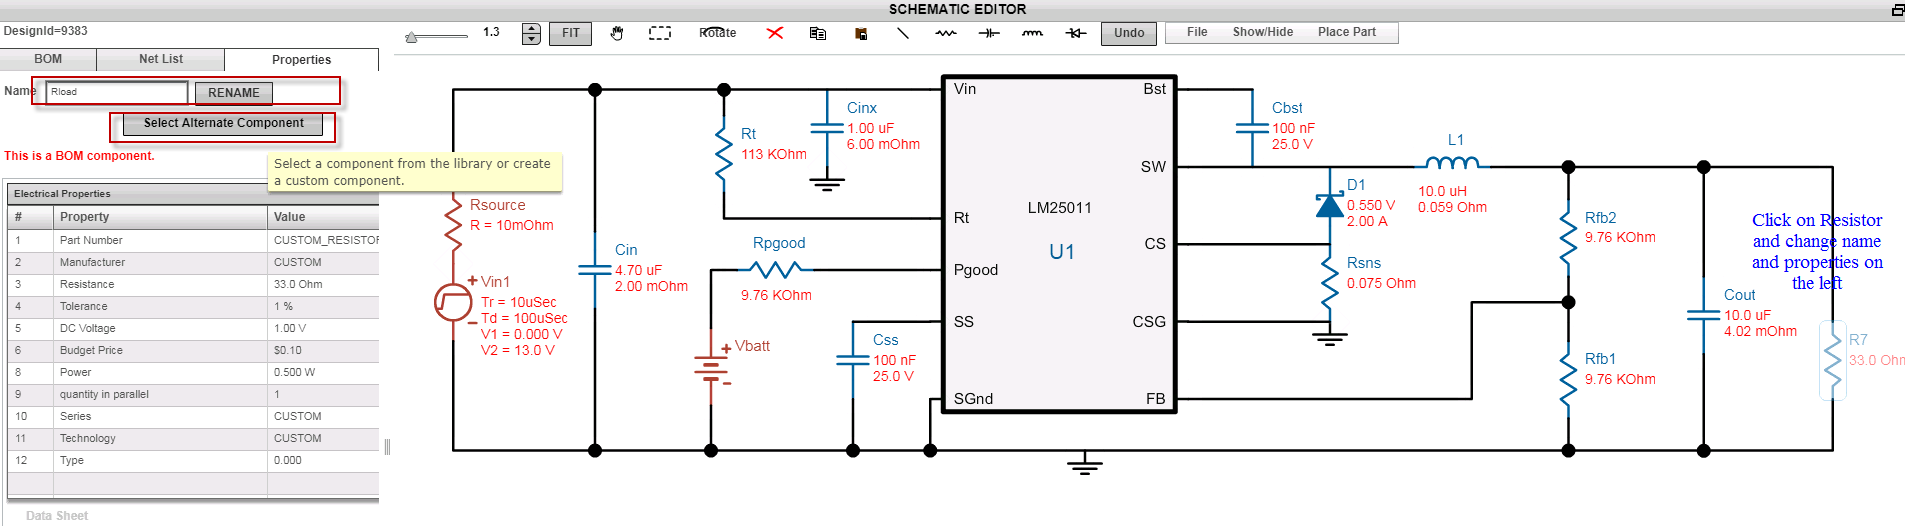 SCHEMATIC EDITOR
DesignId=9383
1.3
FIT
Rotate
Undo
File Show/Hide Place Part
BOM Net List Properties
Name Rload RENAME
Select Alternate Component
This is a BOM component.
Select a component from the library or create
a custom component.
Electrical Properties
# Property Value
1 Part Number CUSTOM_RESISTOR
2 Manufacturer CUSTOM
3 Resistance 33.0 Ohm
4 Tolerance 1 %
5 DC Voltage 1.00 V
6 Budget Price $0.10
8 Power 0.500 W
9 quantity in parallel 1
10 Series CUSTOM
11 Technology CUSTOM
12 Type 0.000
Data Sheet
Rsource
R = 10mOhm
Vin1
Tr = 10uSec
Td = 100uSec
V1 = 0.000 V
V2 = 13.0 V
Cin
4.70 uF
2.00 mOhm
Rt
113 KOhm
Cinx
1.00 uF
6.00 mOhm
Rpgood
9.76 KOhm
Vbatt
Css
100 nF
25.0 V
Vin
Rt
Pgood
SS
SGnd
LM25011
U1
Bst
SW
CS
CSG
FB
Cbst
100 nF
25.0 V
D1
0.550 V
2.00 A
Rsns
0.075 Ohm
L1
10.0 uH
0.059 Ohm
Rfb2
9.76 KOhm
Rfb1
9.76 KOhm
Cout
10.0 uF
4.02 mOhm
Click on Resistor
and change name
and properties on
the left
R7
33.0 Ohm